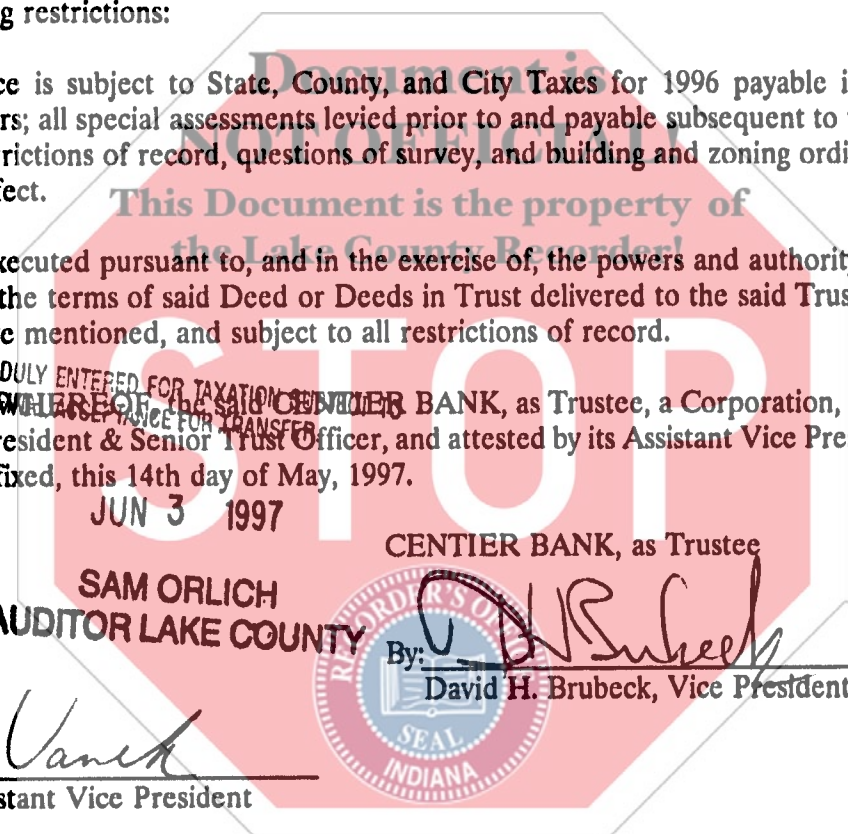 g restrictions:
ce is subject to State, County, and City Taxes for 1996 payable i
rs; all special assessments levied prior to and payable subsequent to
rictions of record, questions of survey, and building and zoning ordi
fect.
Document is
NOT OFFICIAL!
This Document is the property of
the Lake County Recorder!
xecuted pursuant to, and in the exercise of, the powers and authority
the terms of said Deed or Deeds in Trust delivered to the said Trus
e mentioned, and subject to all restrictions of record.
STOP
DULY ENTERED FOR TAXATION SUBJECT TO
ACCEPTANCE FOR TRANSFER
WHEREOF, the said CENTIER BANK, as Trustee, a Corporation,
resident & Senior Trust Officer, and attested by its Assistant Vice Pre
fixed, this 14th day of May, 1997.
JUN 3 1997
CENTIER BANK, as Trustee
SAM ORLICH
AUDITOR LAKE COUNTY
By:
David H. Brubeck, Vice President
RECORDER'S OFFICE
SEAL
INDIANA
Vanek
stant Vice President